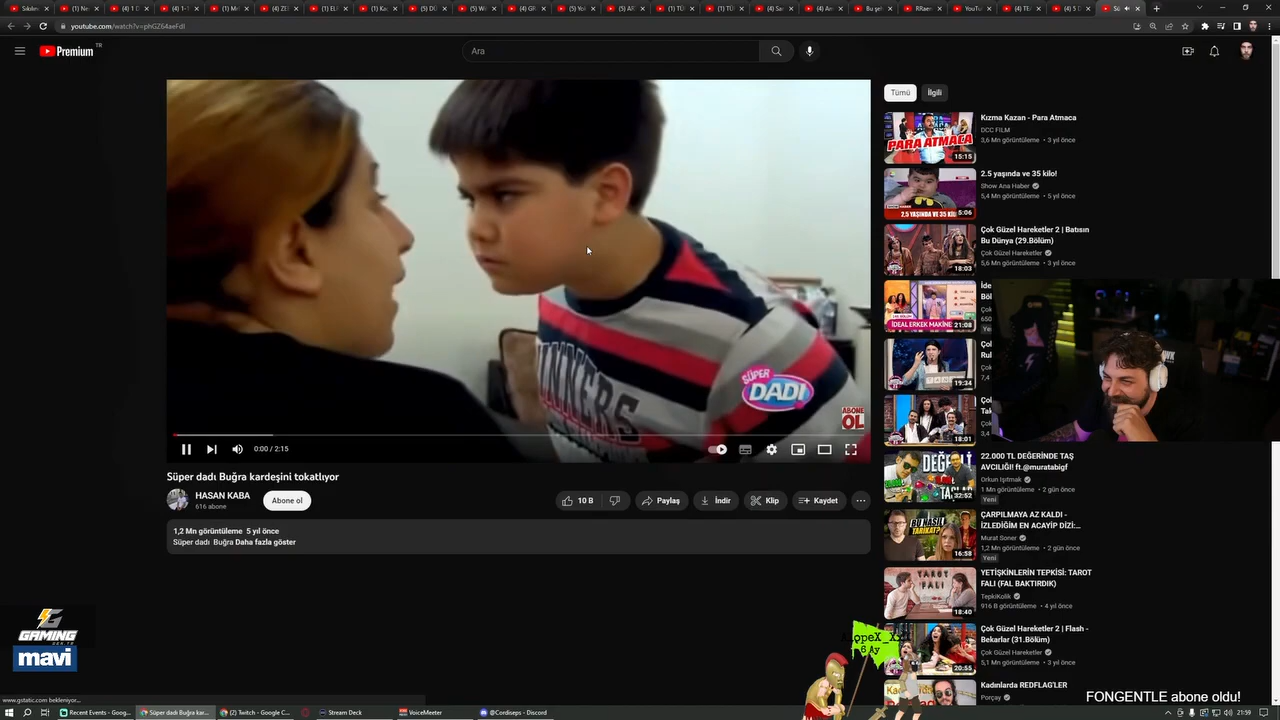 youtube.com/watch?v=phGZ64aeFdI
Premium
TR
Ara
Tümü
İlgili
Kızma Kazan - Para Atmaca
DCC FILM
3,6 Mn görüntüleme • 3 yıl önce
PARA ATMACA
15:15
2.5 yaşında ve 35 kilo!
Show Ana Haber
5,4 Mn görüntüleme • 5 yıl önce
5:06
Çok Güzel Hareketler 2 | Batısın
Bu Dünya (29.Bölüm)
Çok Güzel Hareketler
5,6 Mn görüntüleme • 3 yıl önce
18:03
İDEAL ERKEK MAKİNE
21:08
19:34
18:01
SÜPER
DADI
ABONE
OL
0:00 / 2:15
Süper dadı Buğra kardeşini tokatlıyor
HASAN KABA
616 abone
Abone ol
10 B
Paylaş
İndir
Klip
Kaydet
1,2 Mn görüntüleme 5 yıl önce
Süper dadı Buğra Daha fazla göster
22.000 TL DEĞERİNDE TAŞ
AVCILIĞI! ft.@muratabigf
Orkun Işıtmak
1 Mn görüntüleme • 2 gün önce
Yeni
32:52
ÇARPILMAYA AZ KALDI -
İZLEDİĞİM EN ACAYİP DİZİ:...
Murat Soner
1,2 Mn görüntüleme • 2 gün önce
Yeni
BU NASIL
TARİKAT?
16:58
YETİŞKİNLERİN TEPKİSİ: TAROT
FALI (FAL BAKTIRDIK)
TepkiKolik
916 B görüntüleme • 4 yıl önce
18:40
Çok Güzel Hareketler 2 | Flash -
Bekarlar (31.Bölüm)
Çok Güzel Hareketler
5,1 Mn görüntüleme • 3 yıl önce
20:55
Kadınlarda REDFLAG'LER
Porçay
6 Ay
FONGENTLE abone oldu!
GAMING
mavi
www.gstatic.com bekleniyor...
Recent Events - Goog...
Süper dadı Buğra kar...
(2) Twitch - Google C...
Stream Deck
VoiceMeeter
@Cordiseps - Discord
21:59